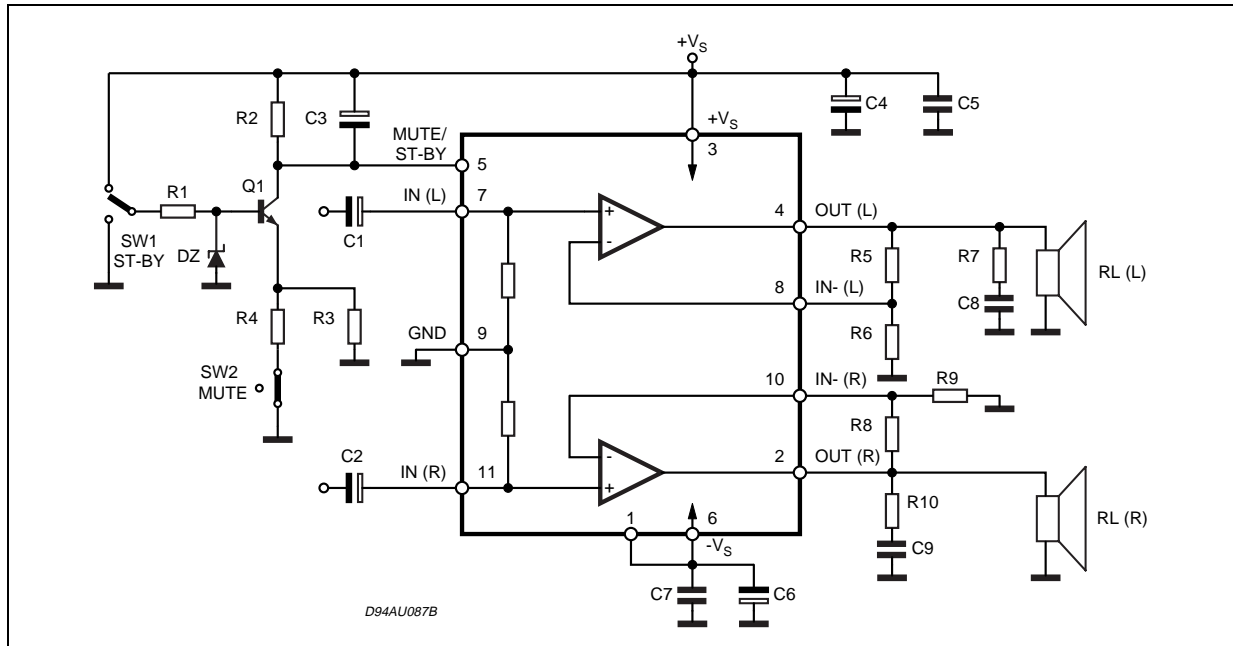 +VS
R2
C3
C4
C5
MUTE/
ST-BY
+VS
3
5
R1
Q1
IN (L)
7
4
OUT (L)
+
-
C1
SW1
ST-BY
DZ
R5
R7
RL (L)
8
IN- (L)
C8
R4
R3
GND
9
R6
SW2
MUTE
10
IN- (R)
R9
R8
C2
IN (R)
11
-
+
2
OUT (R)
R10
RL (R)
1
6
-VS
C9
C7
C6
D94AU087B